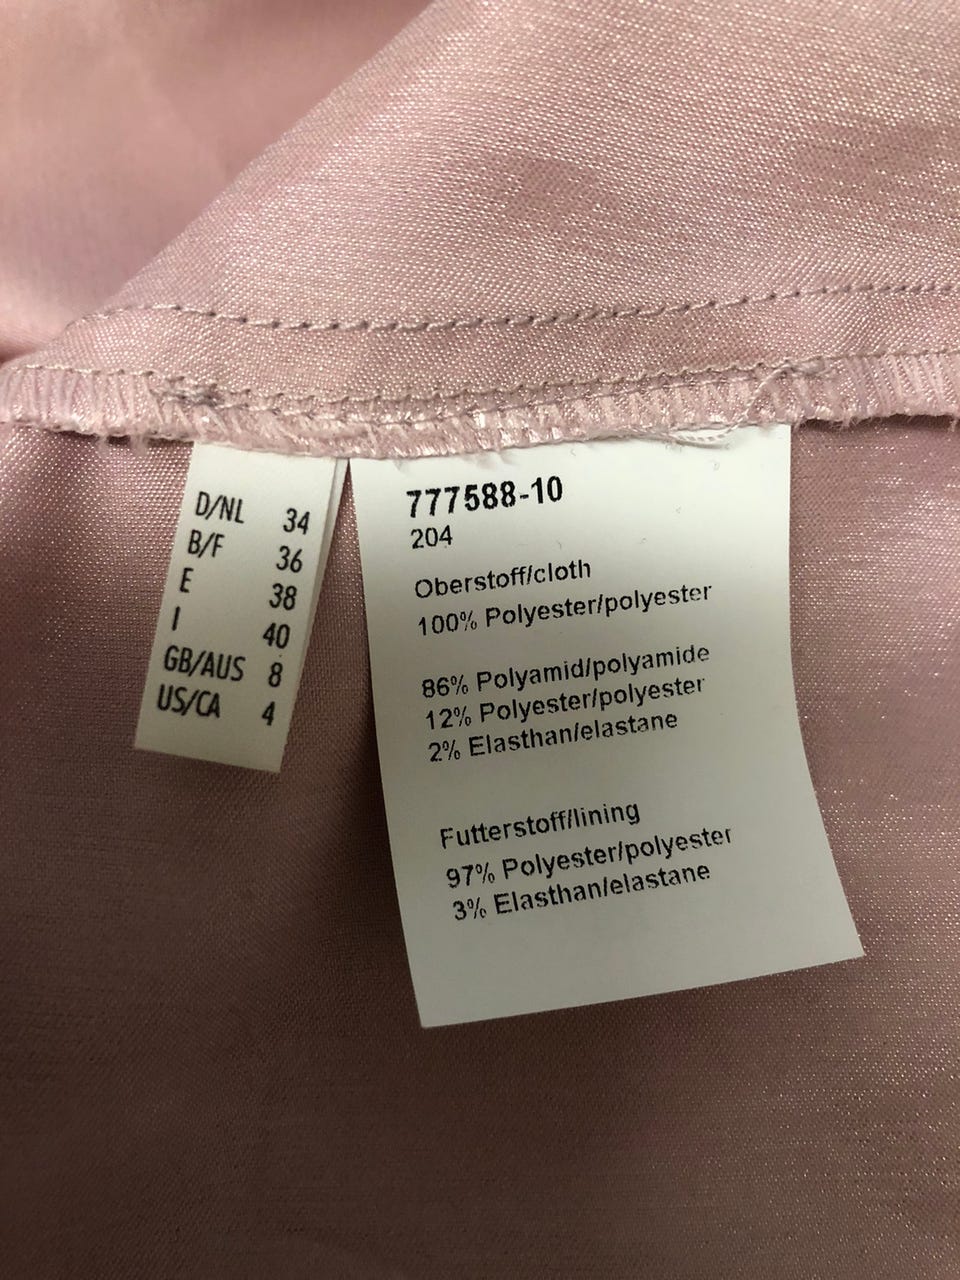 D/NL 34
B/F 36
E 38
I 40
GB/AUS 8
US/CA 4
777588-10
204
Oberstoff/cloth
100% Polyester/polyester
86% Polyamid/polyamide
12% Polyester/polyester
2% Elasthan/elastane
Futterstoff/lining
97% Polyester/polyester
3% Elasthan/elastane